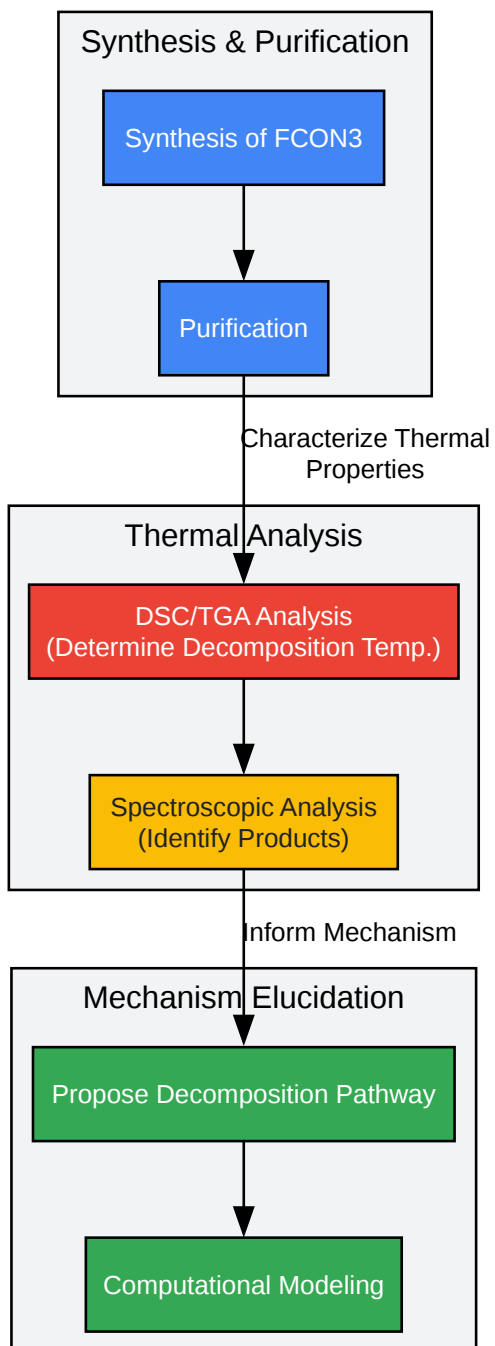 Synthesis & Purification
Synthesis of FCON3
Purification
Characterize Thermal
Properties
Thermal Analysis
DSC/TGA Analysis
(Determine Decomposition Temp.)
Spectroscopic Analysis
(Identify Products)
Inform Mechanism
Mechanism Elucidation
Propose Decomposition Pathway
Computational Modeling